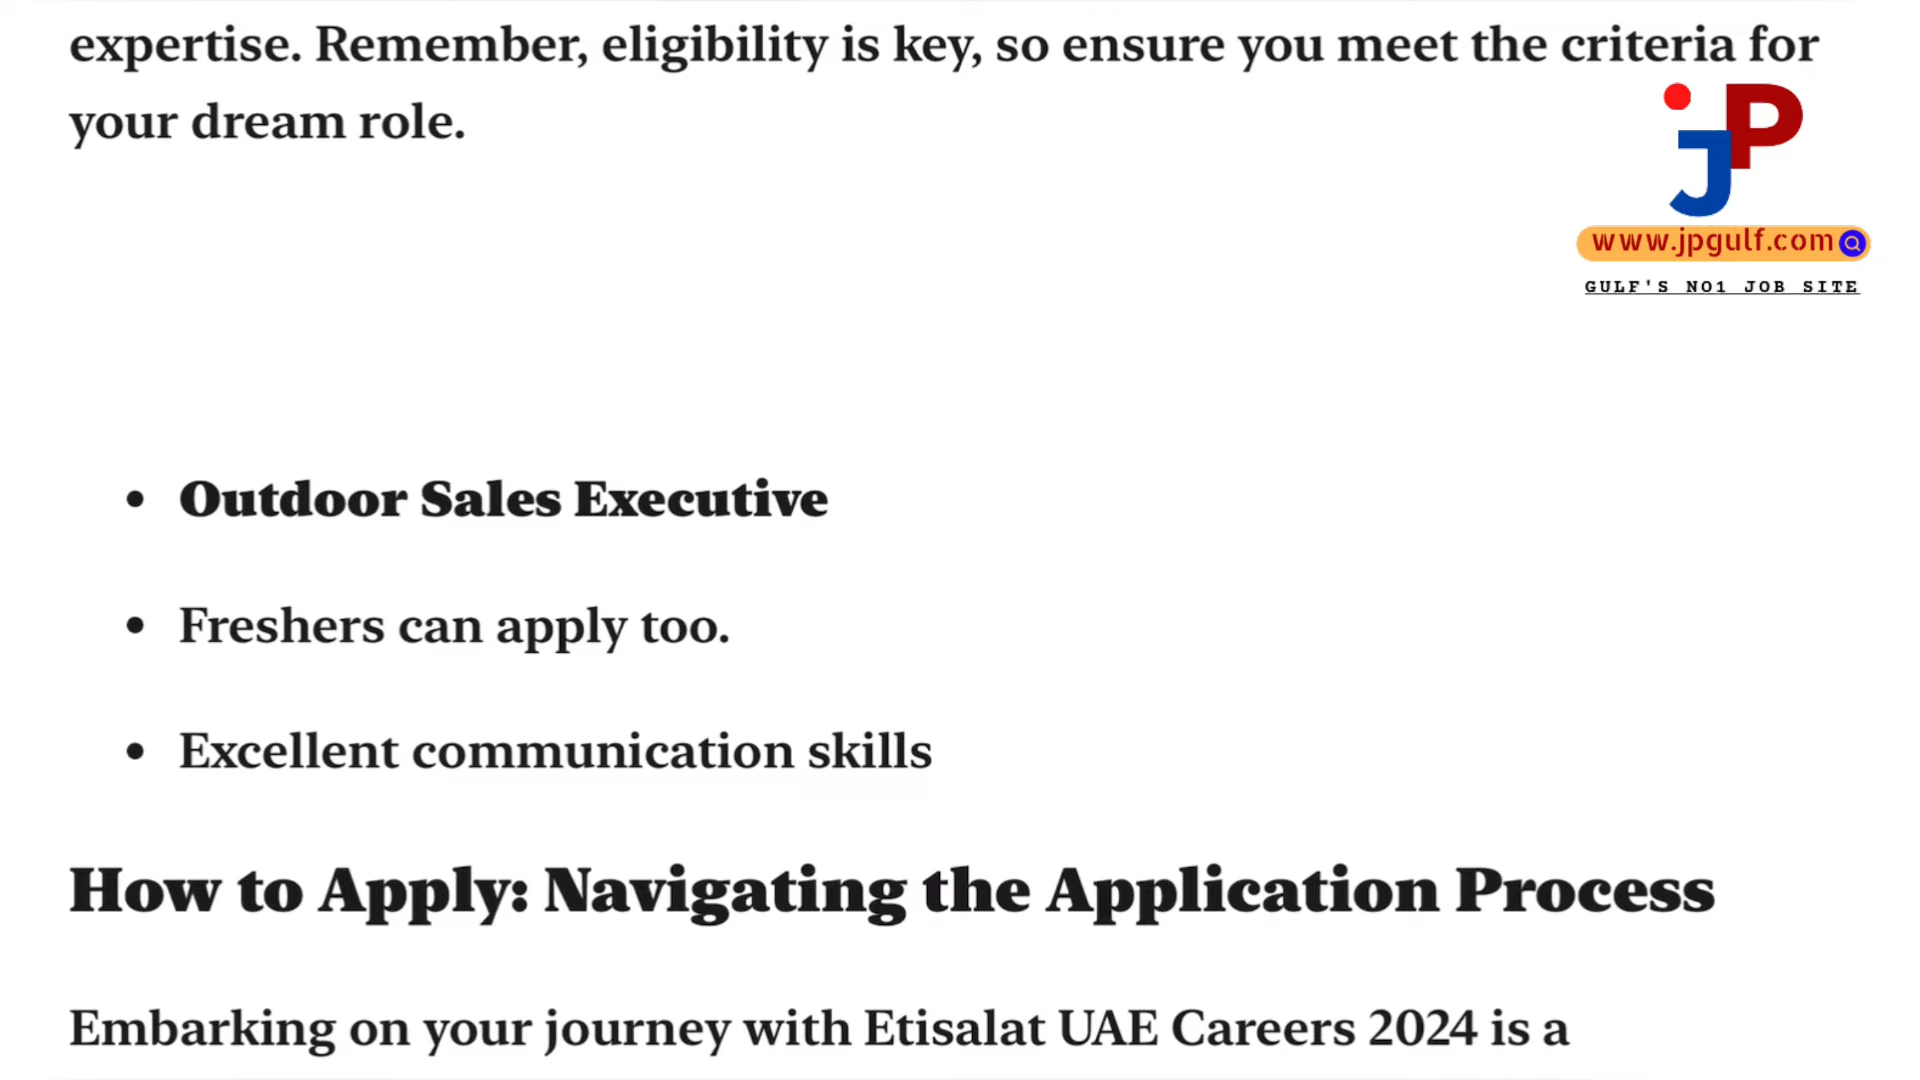 expertise. Remember, eligibility is key, so ensure you meet the criteria for
your dream role.
jP
www.jpgulf.com
GULF'S NO1 JOB SITE
• Outdoor Sales Executive
• Freshers can apply too.
• Excellent communication skills
How to Apply: Navigating the Application Process
Embarking on your journey with Etisalat UAE Careers 2024 is a